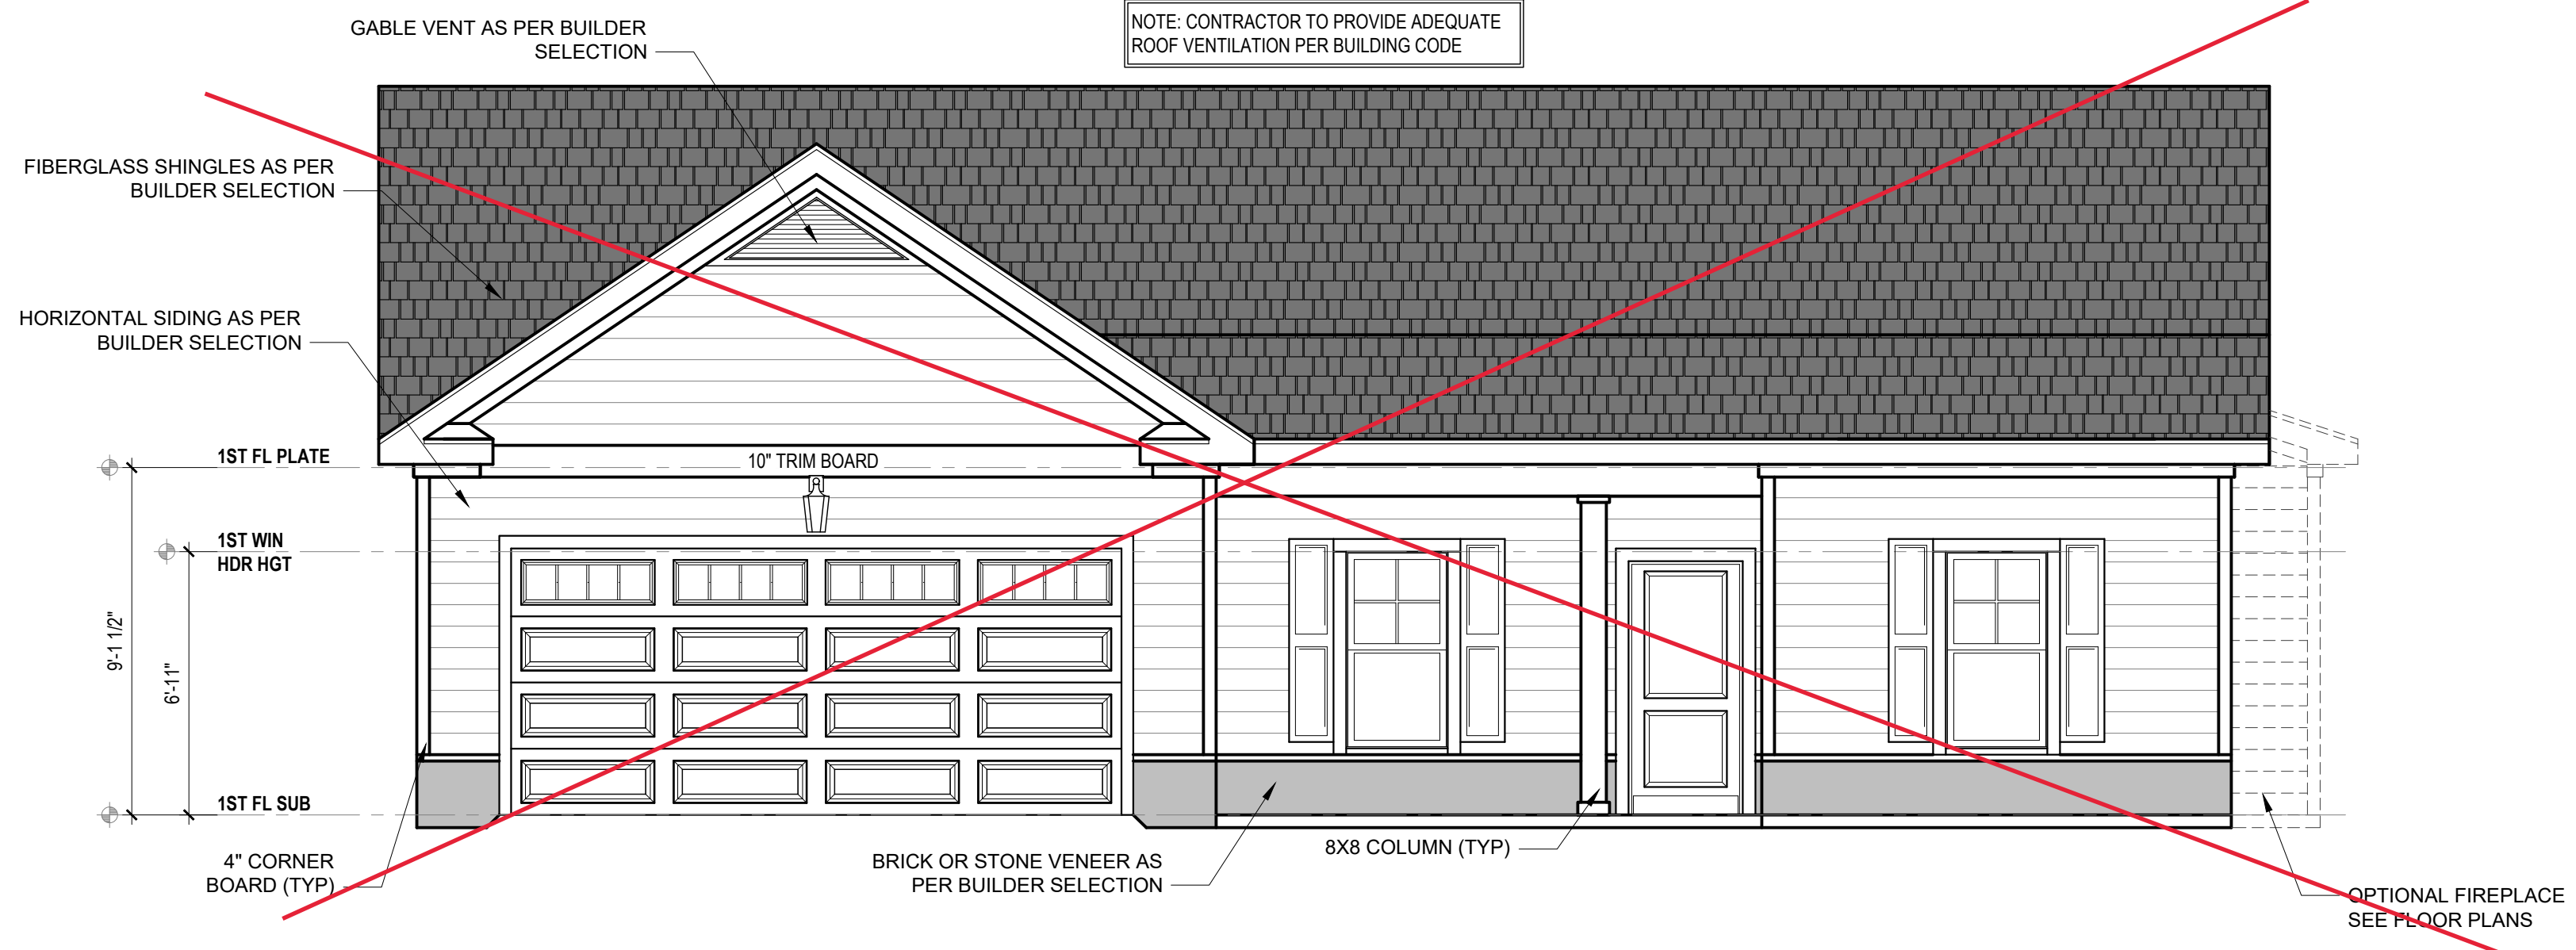 NOTE: CONTRACTOR TO PROVIDE ADEQUATE
ROOF VENTILATION PER BUILDING CODE
GABLE VENT AS PER BUILDER
SELECTION
FIBERGLASS SHINGLES AS PER
BUILDER SELECTION
HORIZONTAL SIDING AS PER
BUILDER SELECTION
1ST FL PLATE
10" TRIM BOARD
1ST WIN
HDR HGT
9'-1 1/2"
6'-11"
1ST FL SUB
4" CORNER
BOARD (TYP)
BRICK OR STONE VENEER AS
PER BUILDER SELECTION
8X8 COLUMN (TYP)
OPTIONAL FIREPLACE
SEE FLOOR PLANS